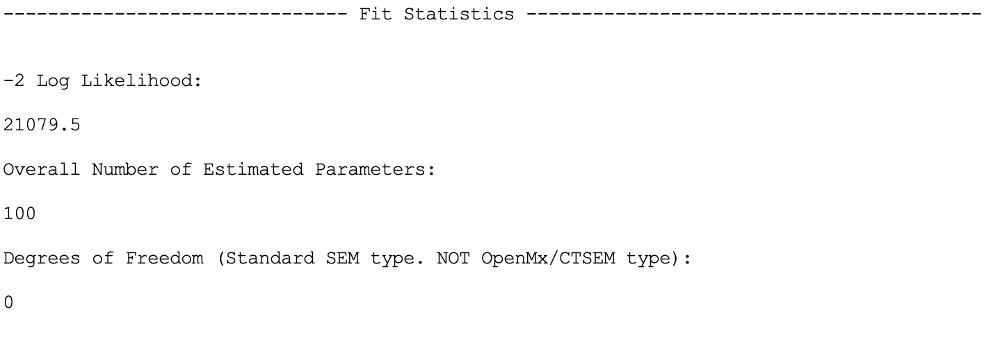 ------------------------------- Fit Statistics -----------------------------------------
-2 Log Likelihood:
21079.5
Overall Number of Estimated Parameters:
100
Degrees of Freedom (Standard SEM type. NOT OpenMx/CTSEM type):
0